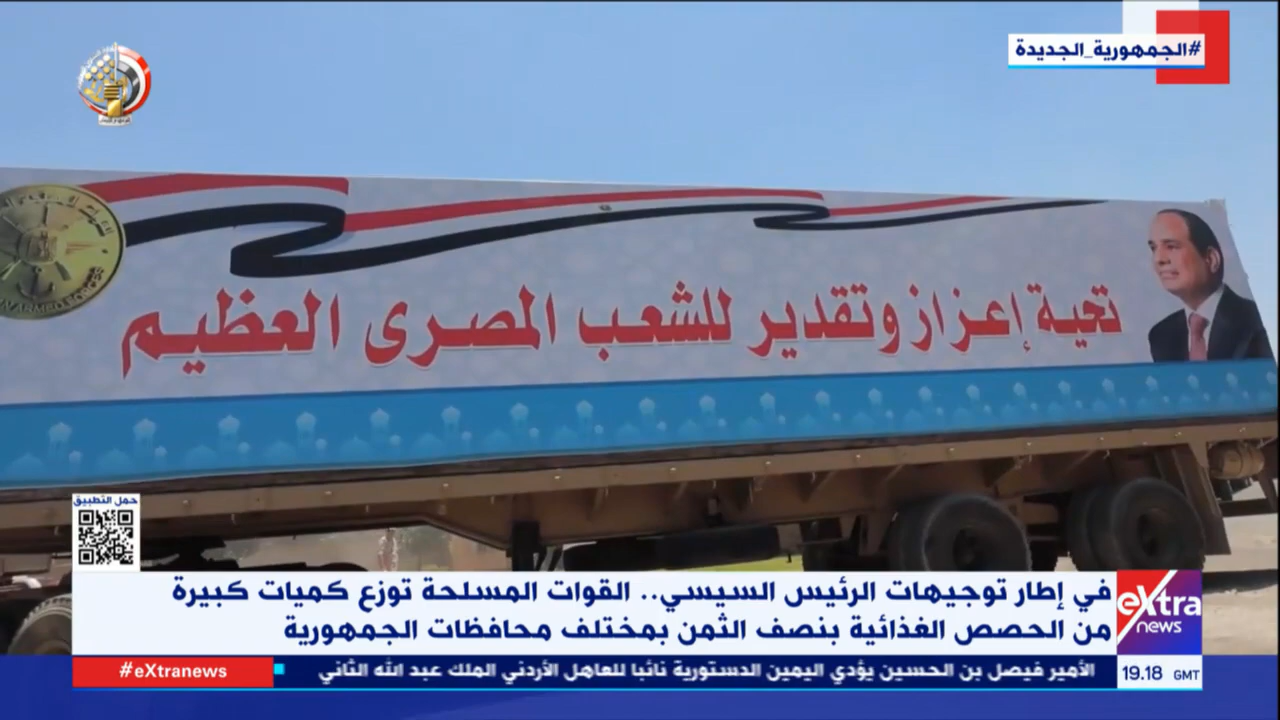 #الجمهورية_الجديدة
N ARMED FORCES
تحية إعزاز وتقدير للشعب المصرى العظيم
حمل التطبيق
في إطار توجيهات الرئيس السيسي.. القوات المسلحة توزع كميات كبيرة
من الحصص الغذائية بنصف الثمن بمختلف محافظات الجمهورية
eXtra
news
#eXtranews
الأمير فيصل بن الحسين يؤدي اليمين الدستورية نائبا للعاهل الأردني الملك عبد الله الثاني
19.18 GMT